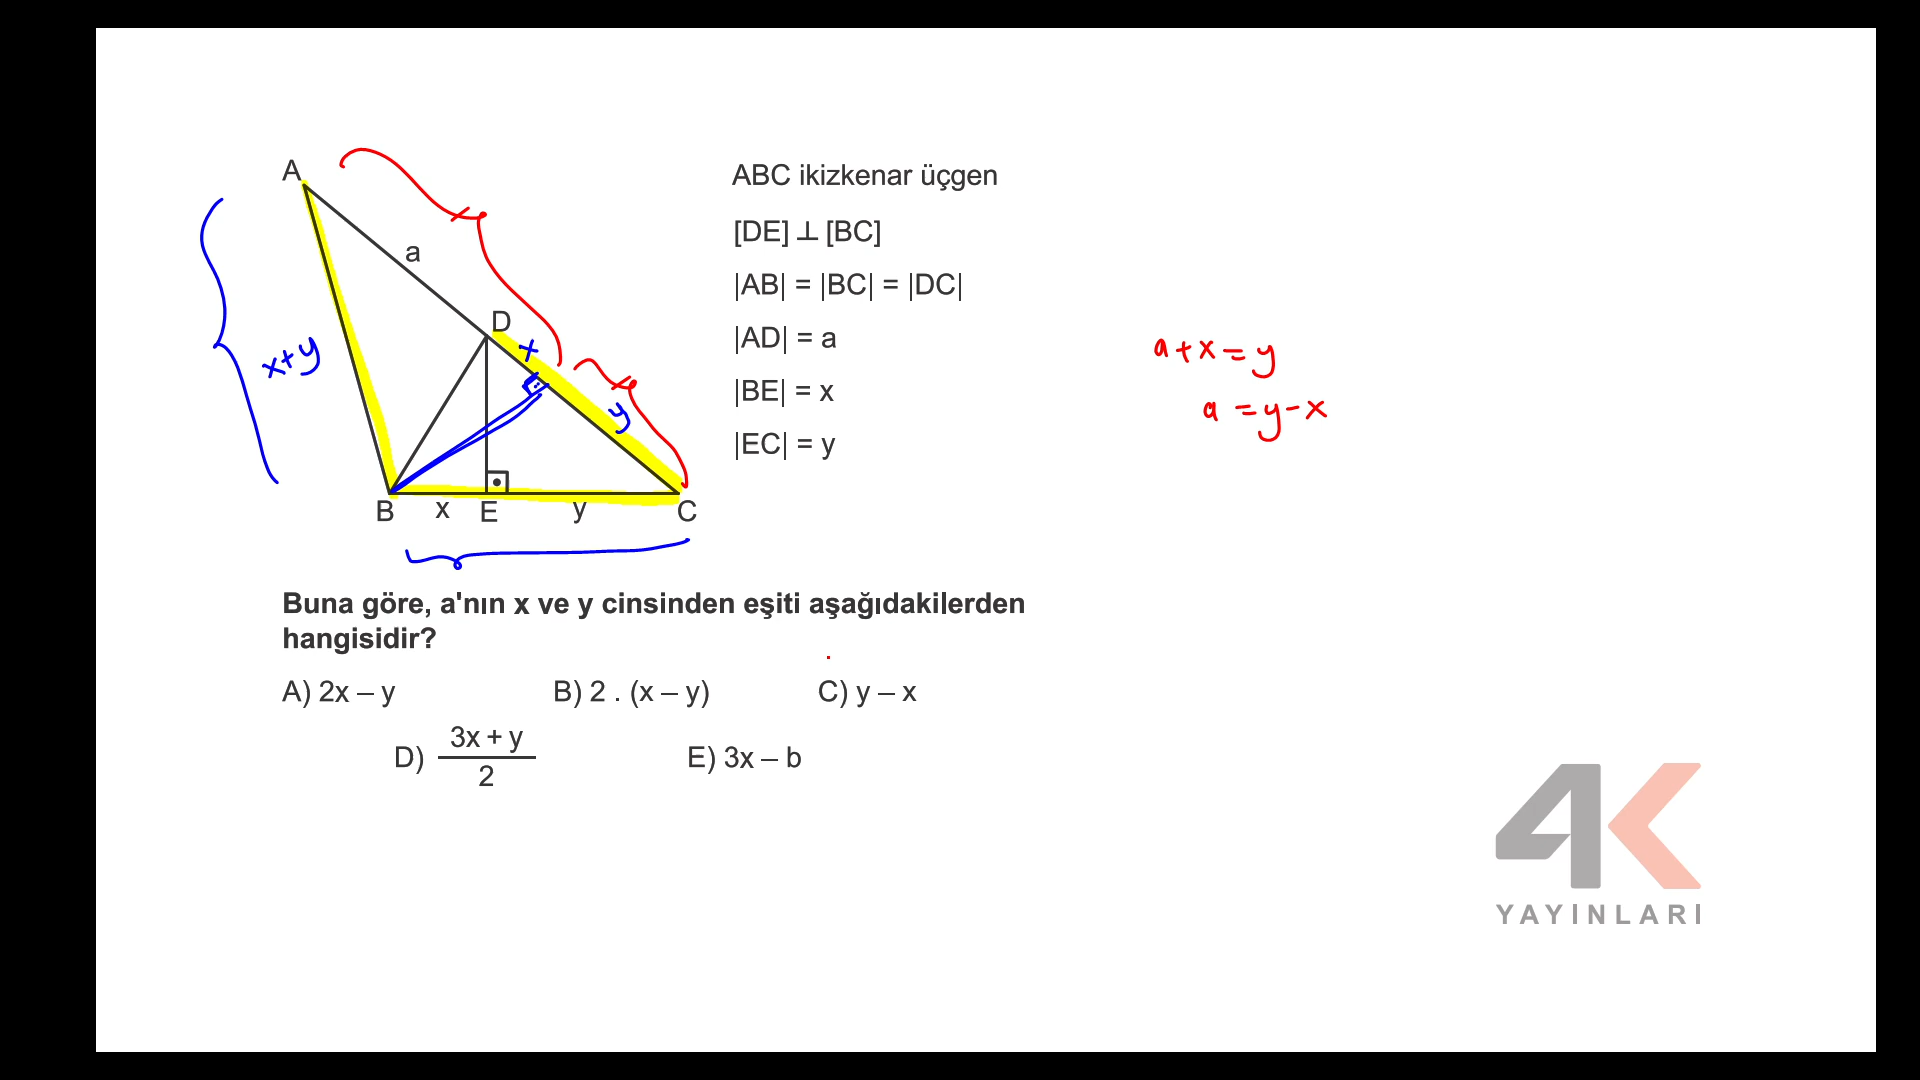 A
a
D
x
x+y
y
B
x
E
y
C
ABC ikizkenar üçgen
[DE] ⊥ [BC]
|AB| = |BC| = |DC|
|AD| = a
|BE| = x
|EC| = y
a+x=y
a =y-x
Buna göre, a'nın x ve y cinsinden eşiti aşağıdakilerden
hangisidir?
A) 2x – y B) 2 . (x – y) C) y – x
D) 3x + y / 2 E) 3x – b
4K
YAYINLARI